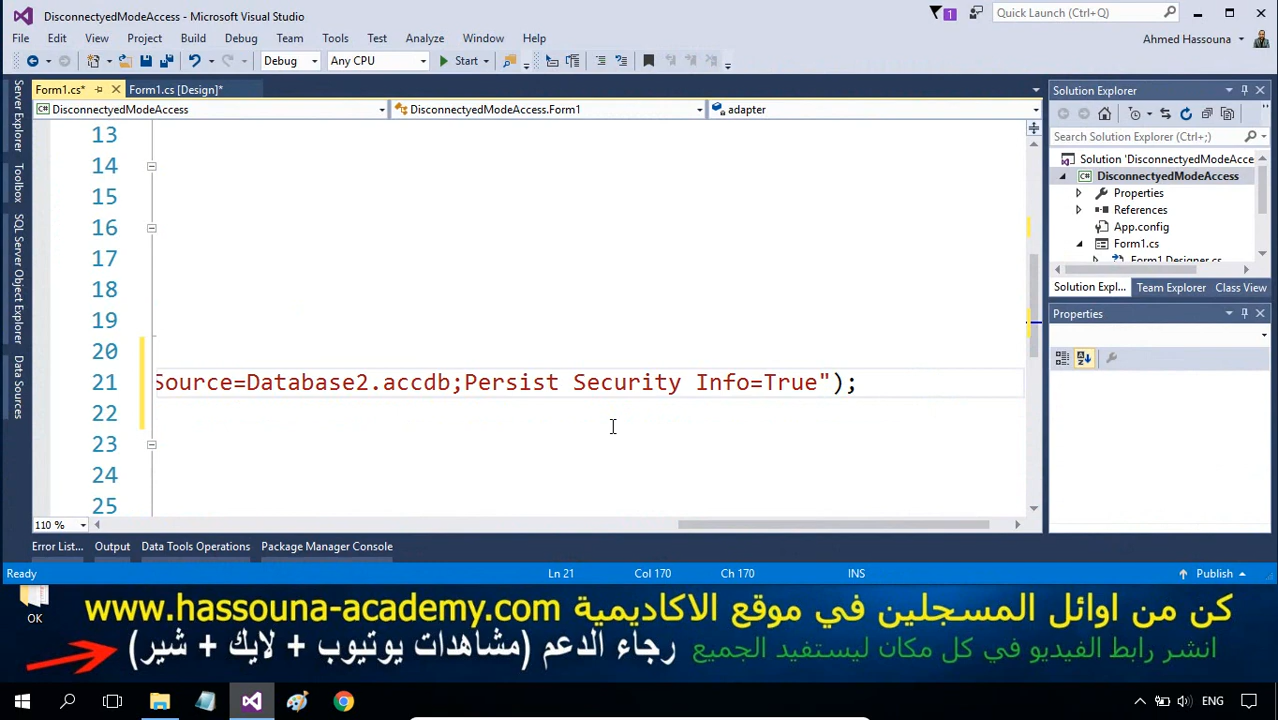 DisconnectyedModeAccess - Microsoft Visual Studio
1
Quick Launch (Ctrl+Q)
File Edit View Project Build Debug Team Tools Test Analyze Window Help
Ahmed Hassouna
Debug Any CPU Start
Form1.cs* Form1.cs [Design]*
DisconnectyedModeAccess DisconnectyedModeAccess.Form1 adapter
Server Explorer
Toolbox
SQL Server Object Explorer
Data Sources
13
14
15
16
17
18
19
20
21 Source=Database2.accdb;Persist Security Info=True");
22
23
24
25
110 %
Solution Explorer
Search Solution Explorer (Ctrl+;)
Solution 'DisconnectyedModeAcce
DisconnectyedModeAccess
Properties
References
App.config
Form1.cs
Form1.Designer.cs
Solution Expl... Team Explorer Class View
Properties
Error List... Output Data Tools Operations Package Manager Console
Ready Ln 21 Col 170 Ch 170 INS Publish
OK
كن من اوائل المسجلين في موقع الاكاديمية www.hassouna-academy.com
انشر رابط الفيديو في كل مكان ليستفيد الجميع رجاء الدعم (مشاهدات يوتيوب + لايك + شير)
ENG